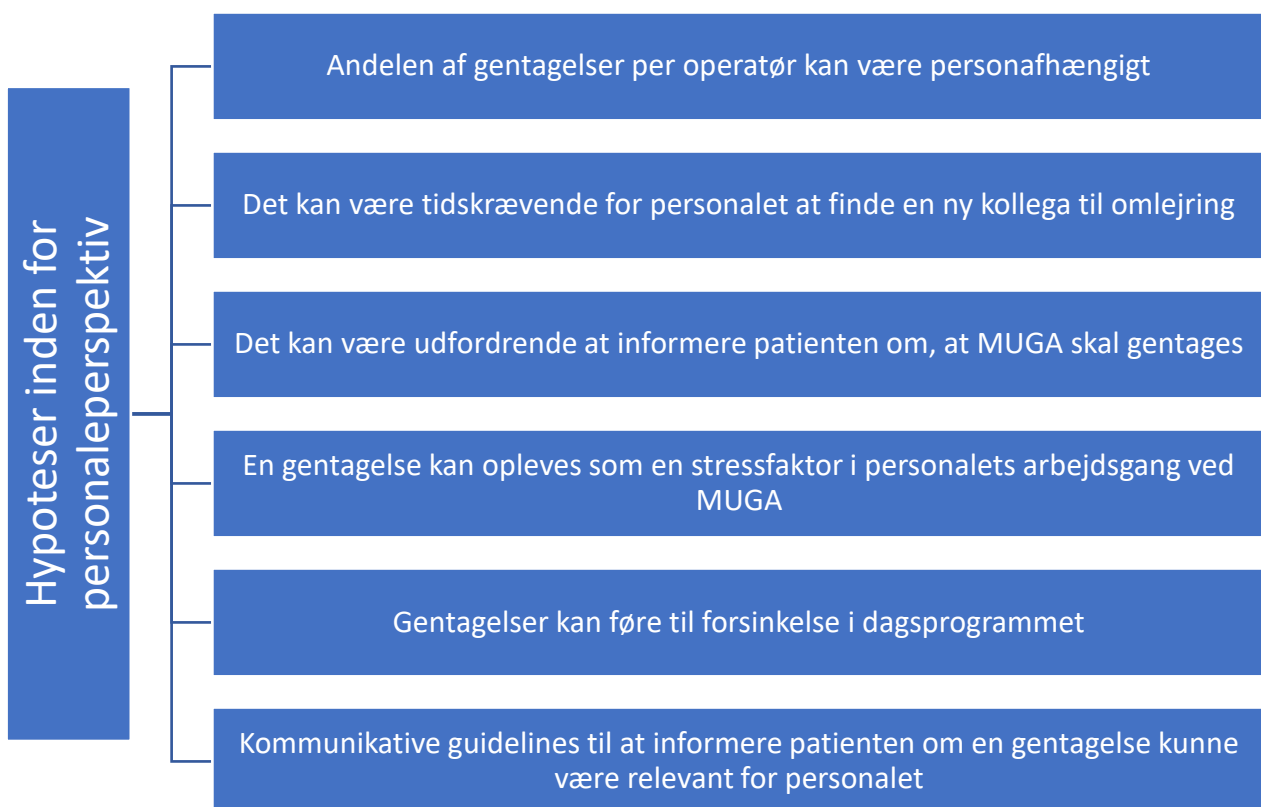 Hypoteser inden for
personaleperspektiv
Andelen af gentagelser per operatør kan være personafhængigt
Det kan være tidskrævende for personalet at finde en ny kollega til omlejring
Det kan være udfordrende at informere patienten om, at MUGA skal gentages
En gentagelse kan opleves som en stressfaktor i personalets arbejdsgang ved
MUGA
Gentagelser kan føre til forsinkelse i dagsprogrammet
Kommunikative guidelines til at informere patienten om en gentagelse kunne
være relevant for personalet